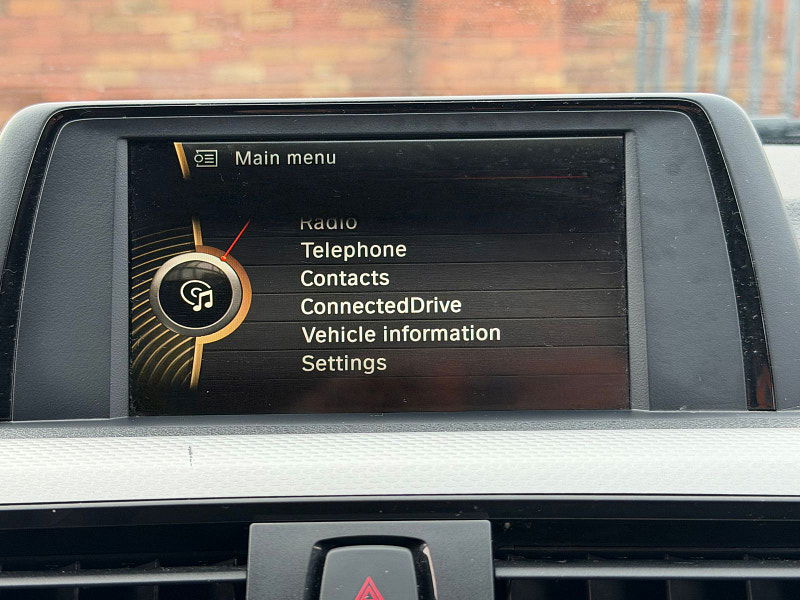 Main menu
Radio
Telephone
Contacts
ConnectedDrive
Vehicle information
Settings